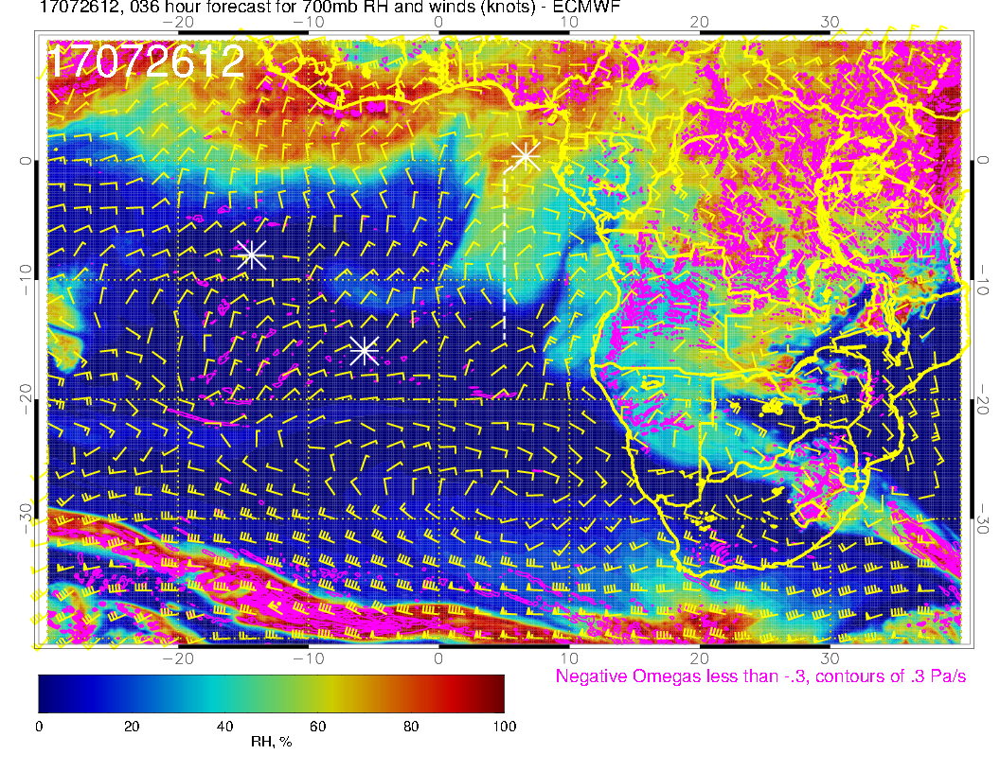 17072612, 036 hour forecast for 700mb RH and winds (knots) - ECMWF
−20 −10 0 10 20 30
17072612
0 0
−10 −10
−20 −20
−30 −30
−20 −10 0 10 20 30
Negative Omegas less than -.3, contours of .3 Pa/s
0 20 40 60 80 100
RH, %